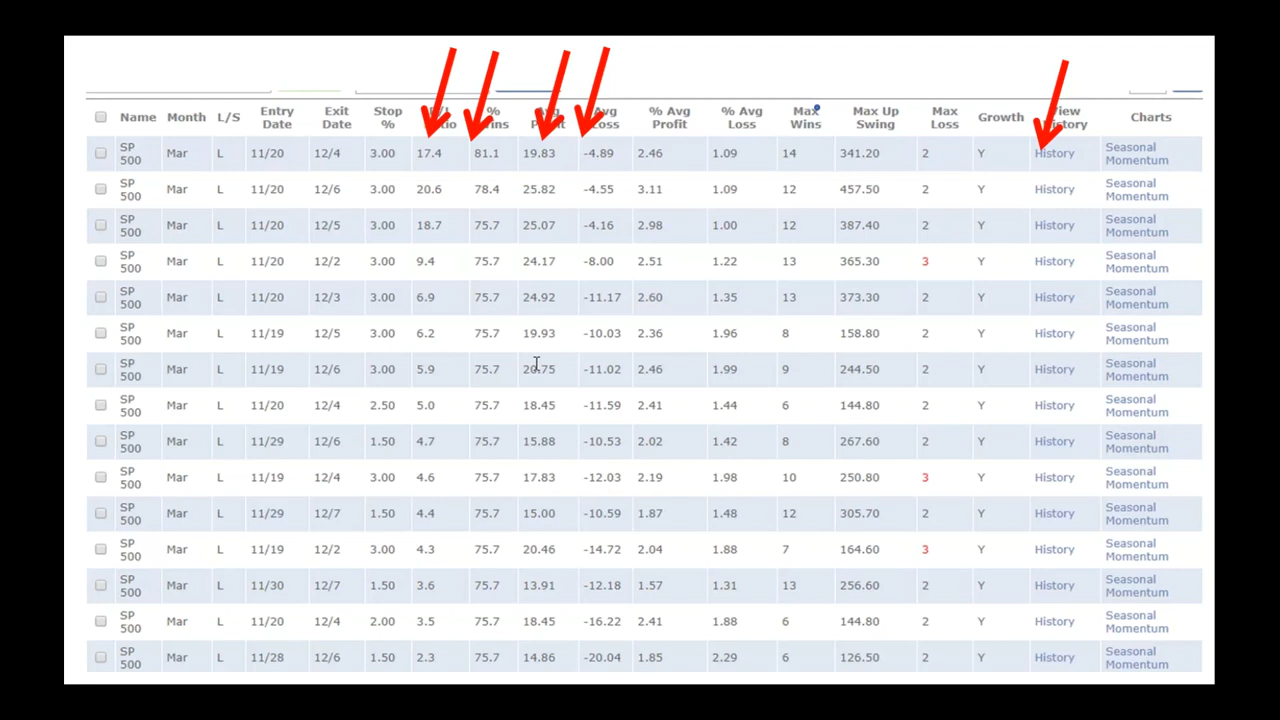 Name Month L/S Entry Date Exit Date Stop % % Avg Profit % Avg Loss Max Wins Max Up Swing Max Loss Growth Charts
SP 500 Mar L 11/20 12/4 3.00 17.4 81.1 19.83 -4.89 2.46 1.09 14 341.20 2 Y History Seasonal Momentum
SP 500 Mar L 11/20 12/6 3.00 20.6 78.4 25.82 -4.55 3.11 1.09 12 457.50 2 Y History Seasonal Momentum
SP 500 Mar L 11/20 12/5 3.00 18.7 75.7 25.07 -4.16 2.98 1.00 12 387.40 2 Y History Seasonal Momentum
SP 500 Mar L 11/20 12/2 3.00 9.4 75.7 24.17 -8.00 2.51 1.22 13 365.30 3 Y History Seasonal Momentum
SP 500 Mar L 11/20 12/3 3.00 6.9 75.7 24.92 -11.17 2.60 1.35 13 373.30 2 Y History Seasonal Momentum
SP 500 Mar L 11/19 12/5 3.00 6.2 75.7 19.93 -10.03 2.36 1.96 8 158.80 2 Y History Seasonal Momentum
SP 500 Mar L 11/19 12/6 3.00 5.9 75.7 20.75 -11.02 2.46 1.99 9 244.50 2 Y History Seasonal Momentum
SP 500 Mar L 11/20 12/4 2.50 5.0 75.7 18.45 -11.59 2.41 1.44 6 144.80 2 Y History Seasonal Momentum
SP 500 Mar L 11/29 12/6 1.50 4.7 75.7 15.88 -10.53 2.02 1.42 8 267.60 2 Y History Seasonal Momentum
SP 500 Mar L 11/19 12/4 3.00 4.6 75.7 17.83 -12.03 2.19 1.98 10 250.80 3 Y History Seasonal Momentum
SP 500 Mar L 11/29 12/7 1.50 4.4 75.7 15.00 -10.59 1.87 1.48 12 305.70 2 Y History Seasonal Momentum
SP 500 Mar L 11/19 12/2 3.00 4.3 75.7 20.46 -14.72 2.04 1.88 7 164.60 3 Y History Seasonal Momentum
SP 500 Mar L 11/30 12/7 1.50 3.6 75.7 13.91 -12.18 1.57 1.31 13 256.60 2 Y History Seasonal Momentum
SP 500 Mar L 11/20 12/4 2.00 3.5 75.7 18.45 -16.22 2.41 1.88 6 144.80 2 Y History Seasonal Momentum
SP 500 Mar L 11/28 12/6 1.50 2.3 75.7 14.86 -20.04 1.85 2.29 6 126.50 2 Y History Seasonal Momentum